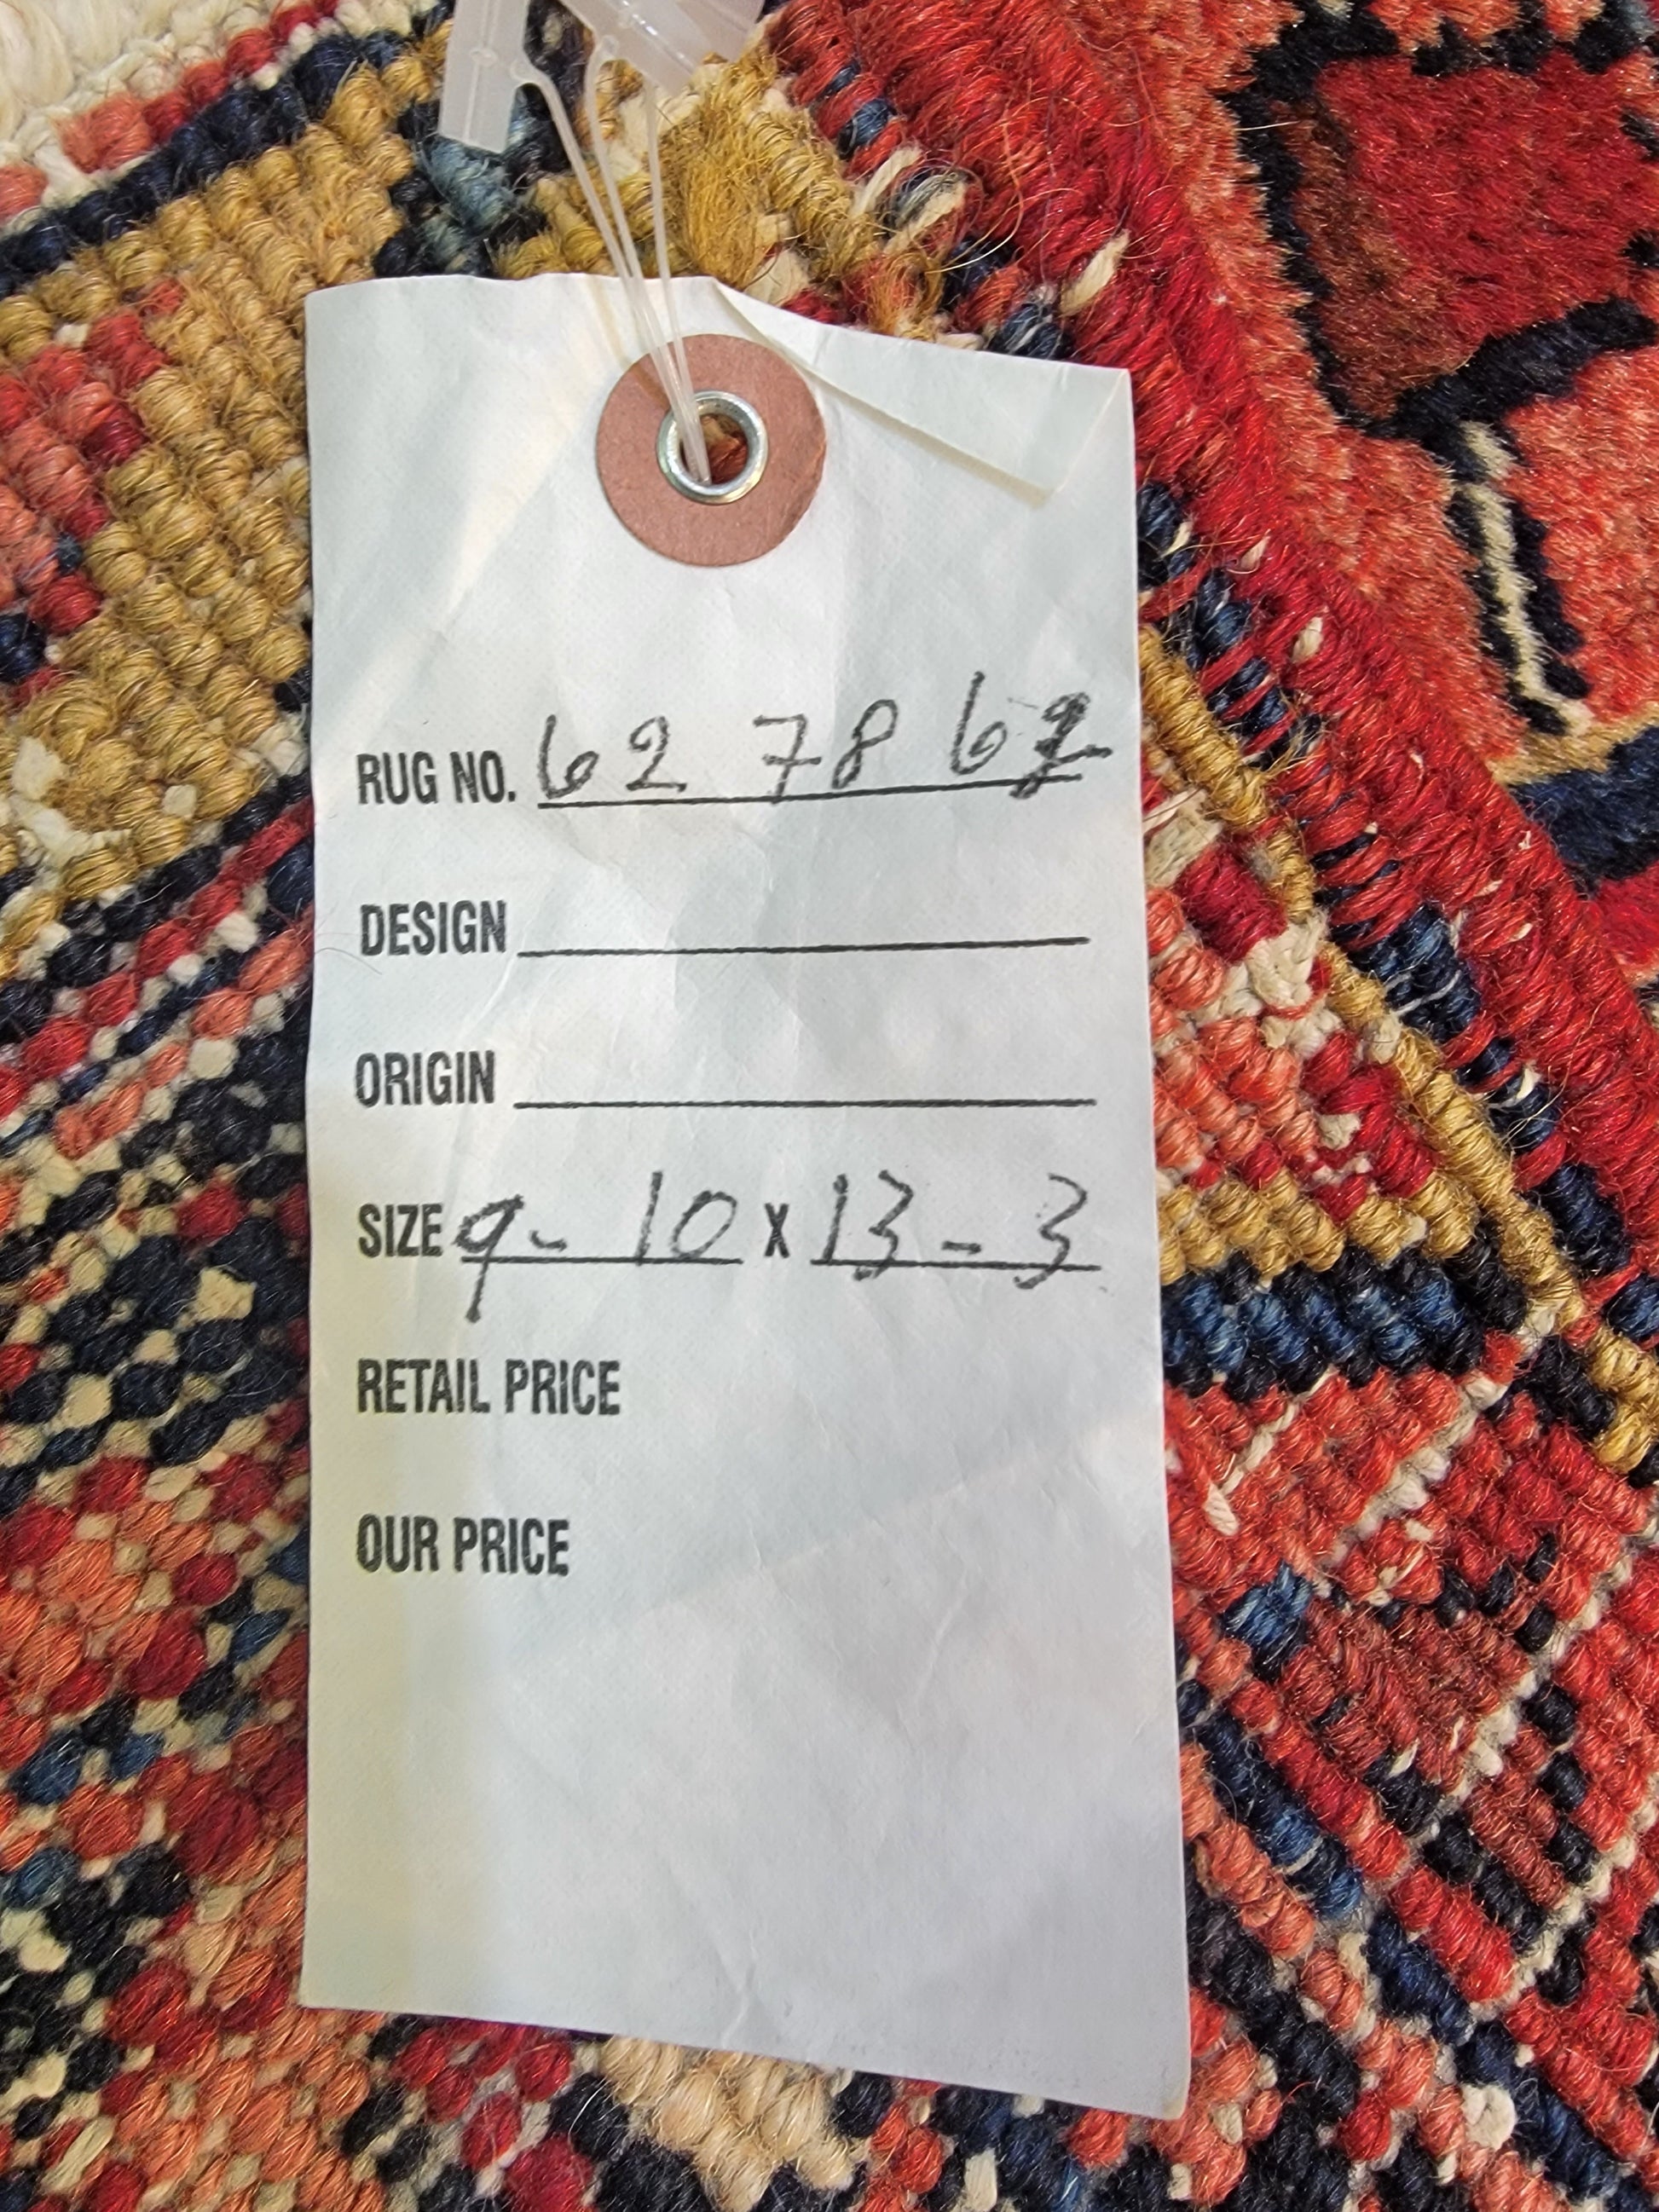 RUG NO. 62 78 6
DESIGN
ORIGIN
SIZE 9- 10 X 13 - 3
RETAIL PRICE
OUR PRICE